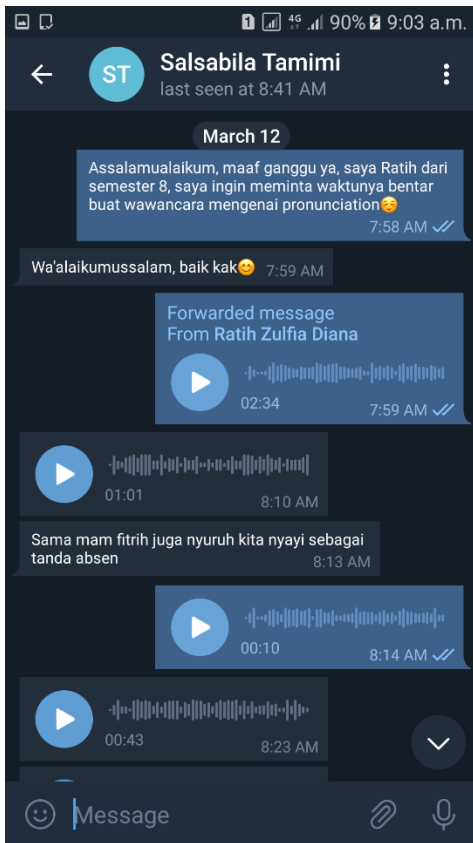 1 4G 90% 9:03 a.m.
ST
Salsabila Tamimi
last seen at 8:41 AM
March 12
Assalamualaikum, maaf ganggu ya, saya Ratih dari
semester 8, saya ingin meminta waktunya bentar
buat wawancara mengenai pronunciation☺️
7:58 AM
Wa'alaikumussalam, baik kak😊 7:59 AM
Forwarded message
From Ratih Zulfia Diana
02:34 7:59 AM
01:01 8:10 AM
Sama mam fitrih juga nyuruh kita nyayi sebagai
tanda absen 8:13 AM
00:10 8:14 AM
00:43 8:23 AM
Message